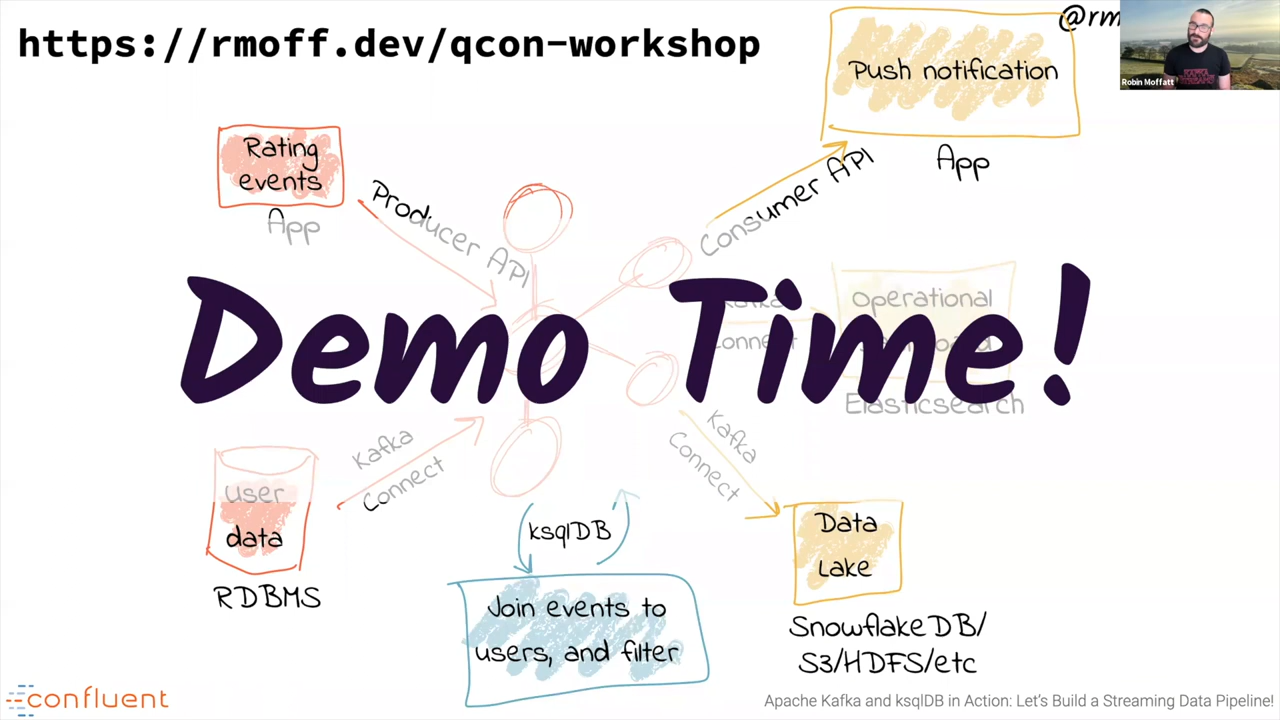 https://rmoff.dev/qcon-workshop
@rm
Robin Moffatt
Push notification
App
Rating
events
App
Producer API
Consumer API
Demo Time!
Kafka
Connect
Operational
Elasticsearch
Kafka
Connect
user
data
RDBMS
ksqlDB
Join events to
users, and filter
Kafka
Connect
Data
Lake
SnowflakeDB/
S3/HDFS/etc
confluent
Apache Kafka and ksqlDB in Action: Let's Build a Streaming Data Pipeline!